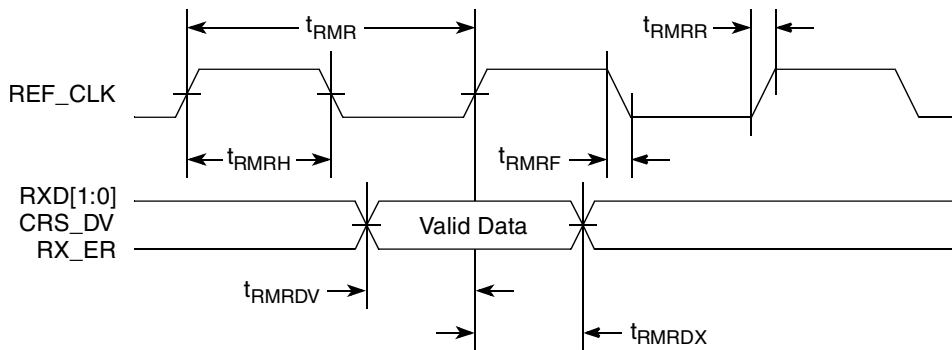 tRMR
tRMRR
REF_CLK
tRMRH
tRMRF
RXD[1:0]
CRS_DV
RX_ER
Valid Data
tRMRDV
tRMRDX